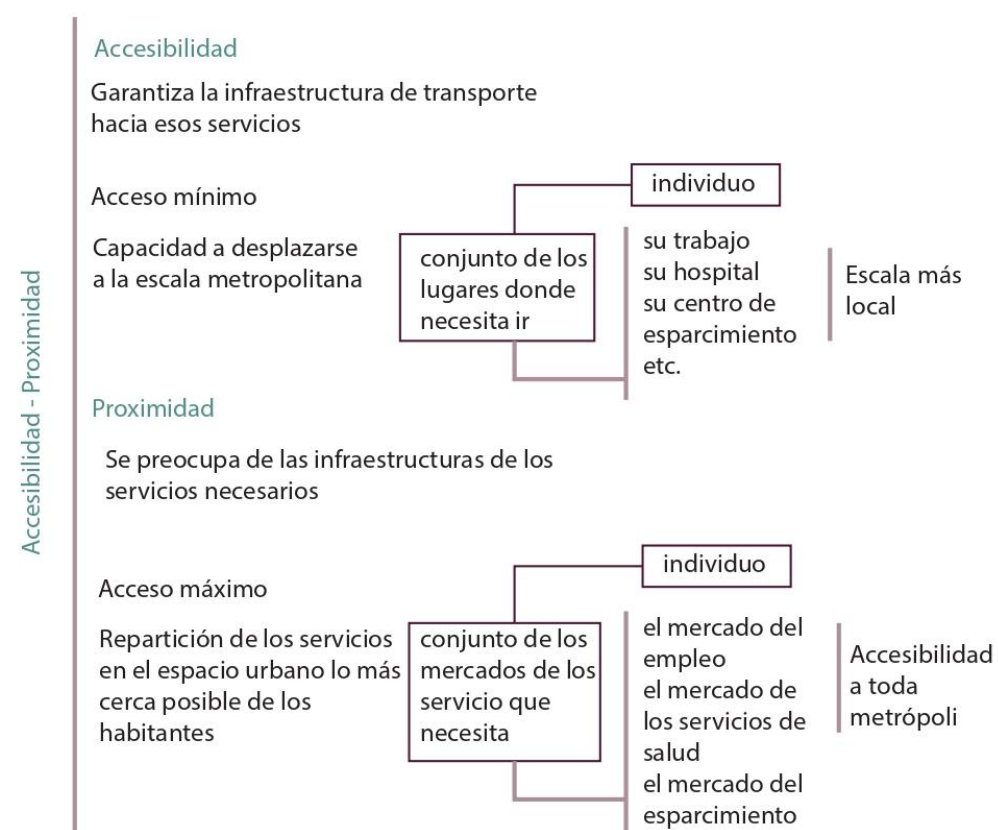 Accesibilidad - Proximidad
Accesibilidad
Garantiza la infraestructura de transporte
hacia esos servicios
Acceso mínimo
Capacidad a desplazarse
a la escala metropolitana
individuo
conjunto de los
lugares donde
necesita ir
su trabajo
su hospital
su centro de
esparcimiento
etc.
Escala más
local
Proximidad
Se preocupa de las infraestructuras de los
servicios necesarios
Acceso máximo
Repartición de los servicios
en el espacio urbano lo más
cerca posible de los
habitantes
individuo
conjunto de los
mercados de los
servicio que
necesita
el mercado del
empleo
el mercado de
los servicios de
salud
el mercado del
esparcimiento
Accesibilidad
a toda
metrópoli